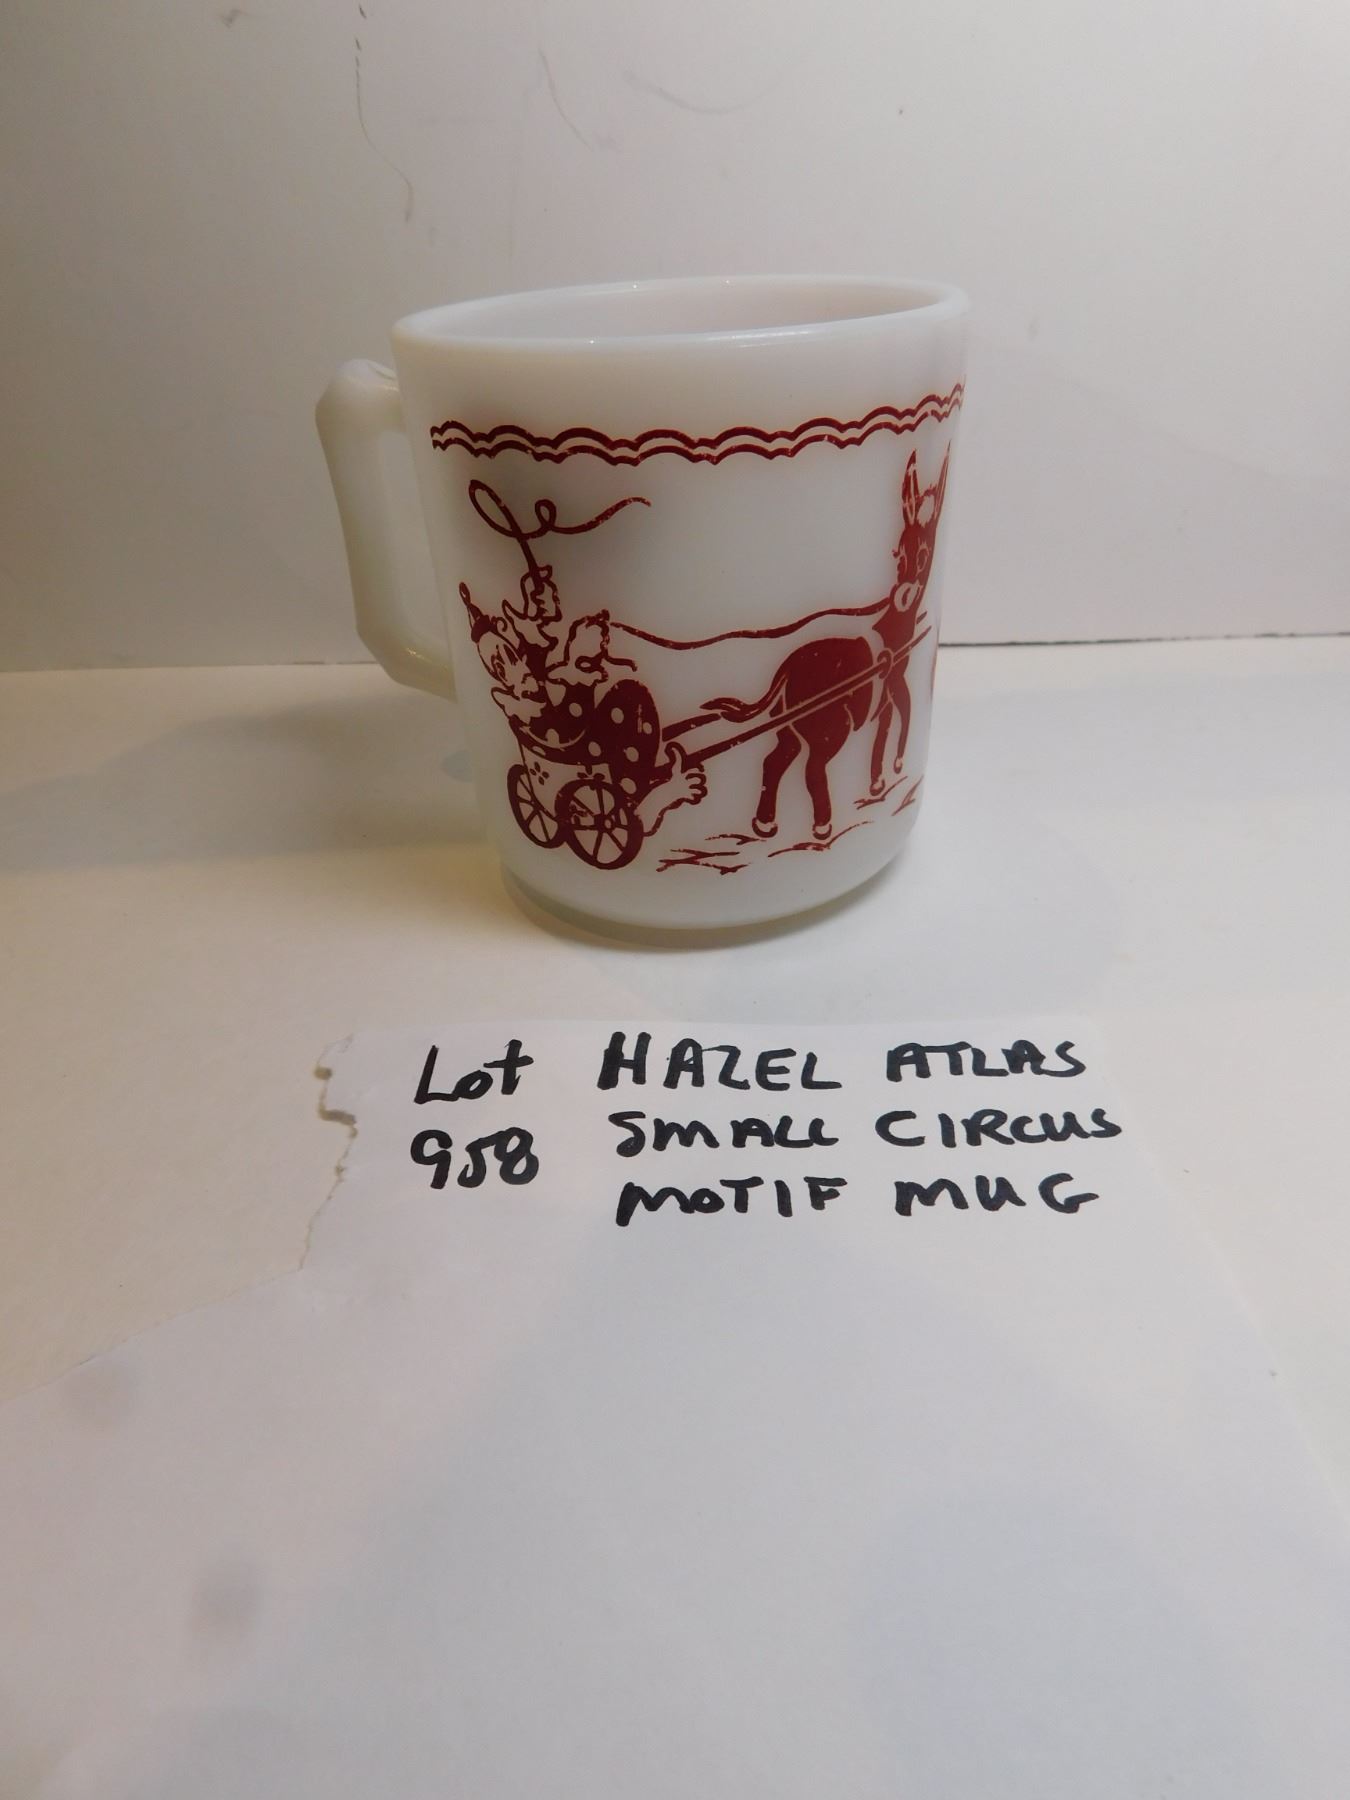 Lot HAZEL ATLAS
958 SMALL CIRCUS
MOTIF MUG